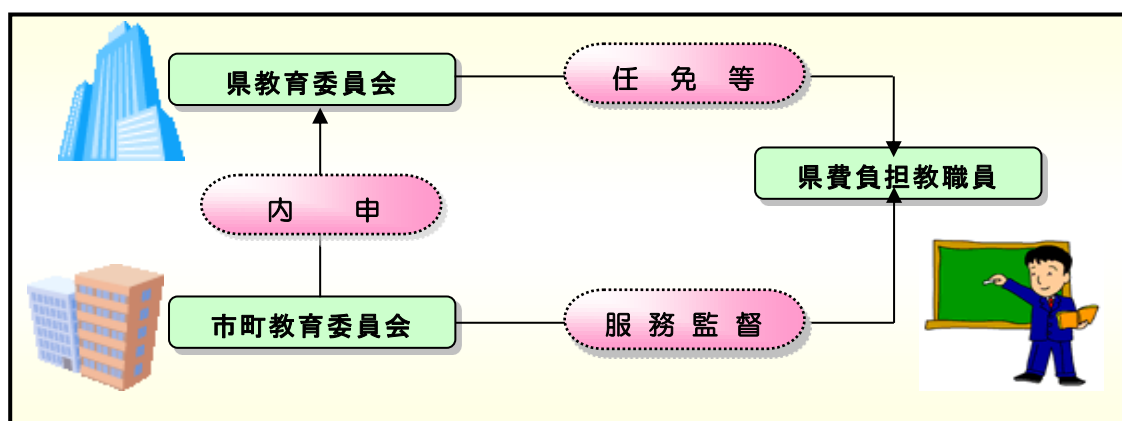 県教育委員会
任免等
県費負担教職員
内申
市町教育委員会
服務監督